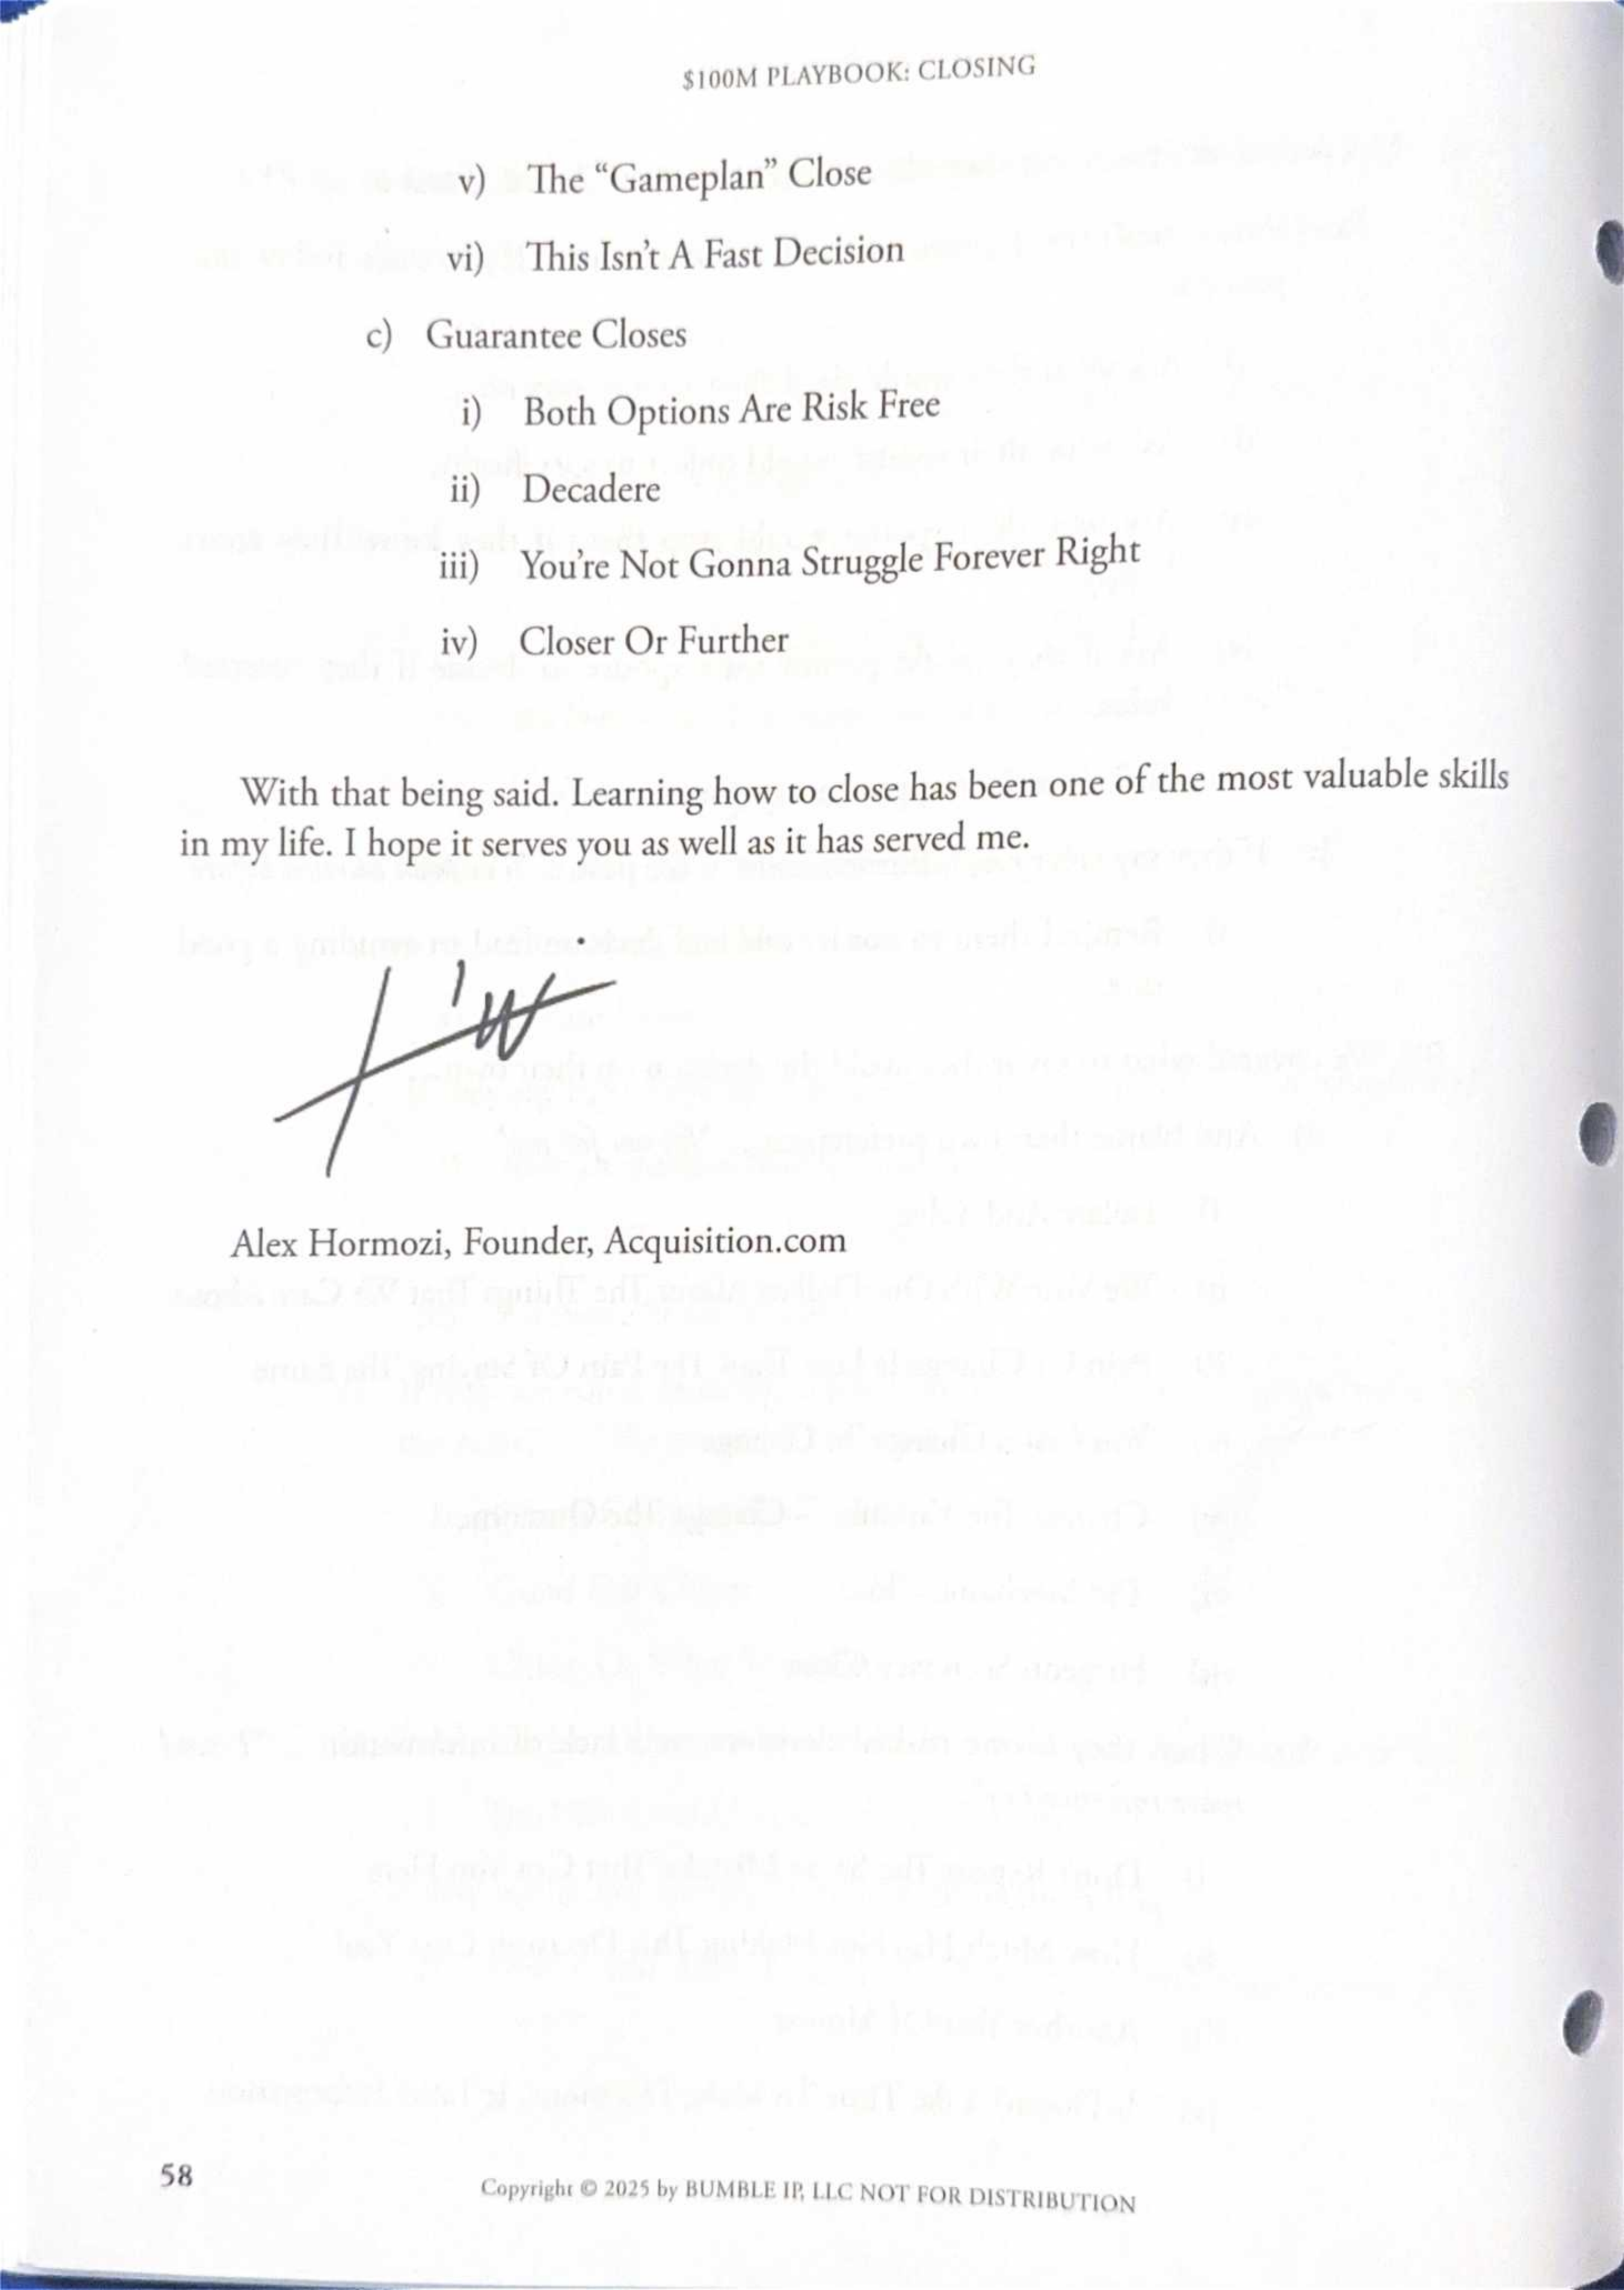 $100M PLAYBOOK: CLOSING
v) The “Gameplan” Close
vi) This Isn’t A Fast Decision
c) Guarantee Closes
i) Both Options Are Risk Free
ii) Decadere
iii) You’re Not Gonna Struggle Forever Right
iv) Closer Or Further
With that being said. Learning how to close has been one of the most valuable skills
in my life. I hope it serves you as well as it has served me.
Alex Hormozi, Founder, Acquisition.com
58
Copyright © 2025 by BUMBLE IP, LLC NOT FOR DISTRIBUTION